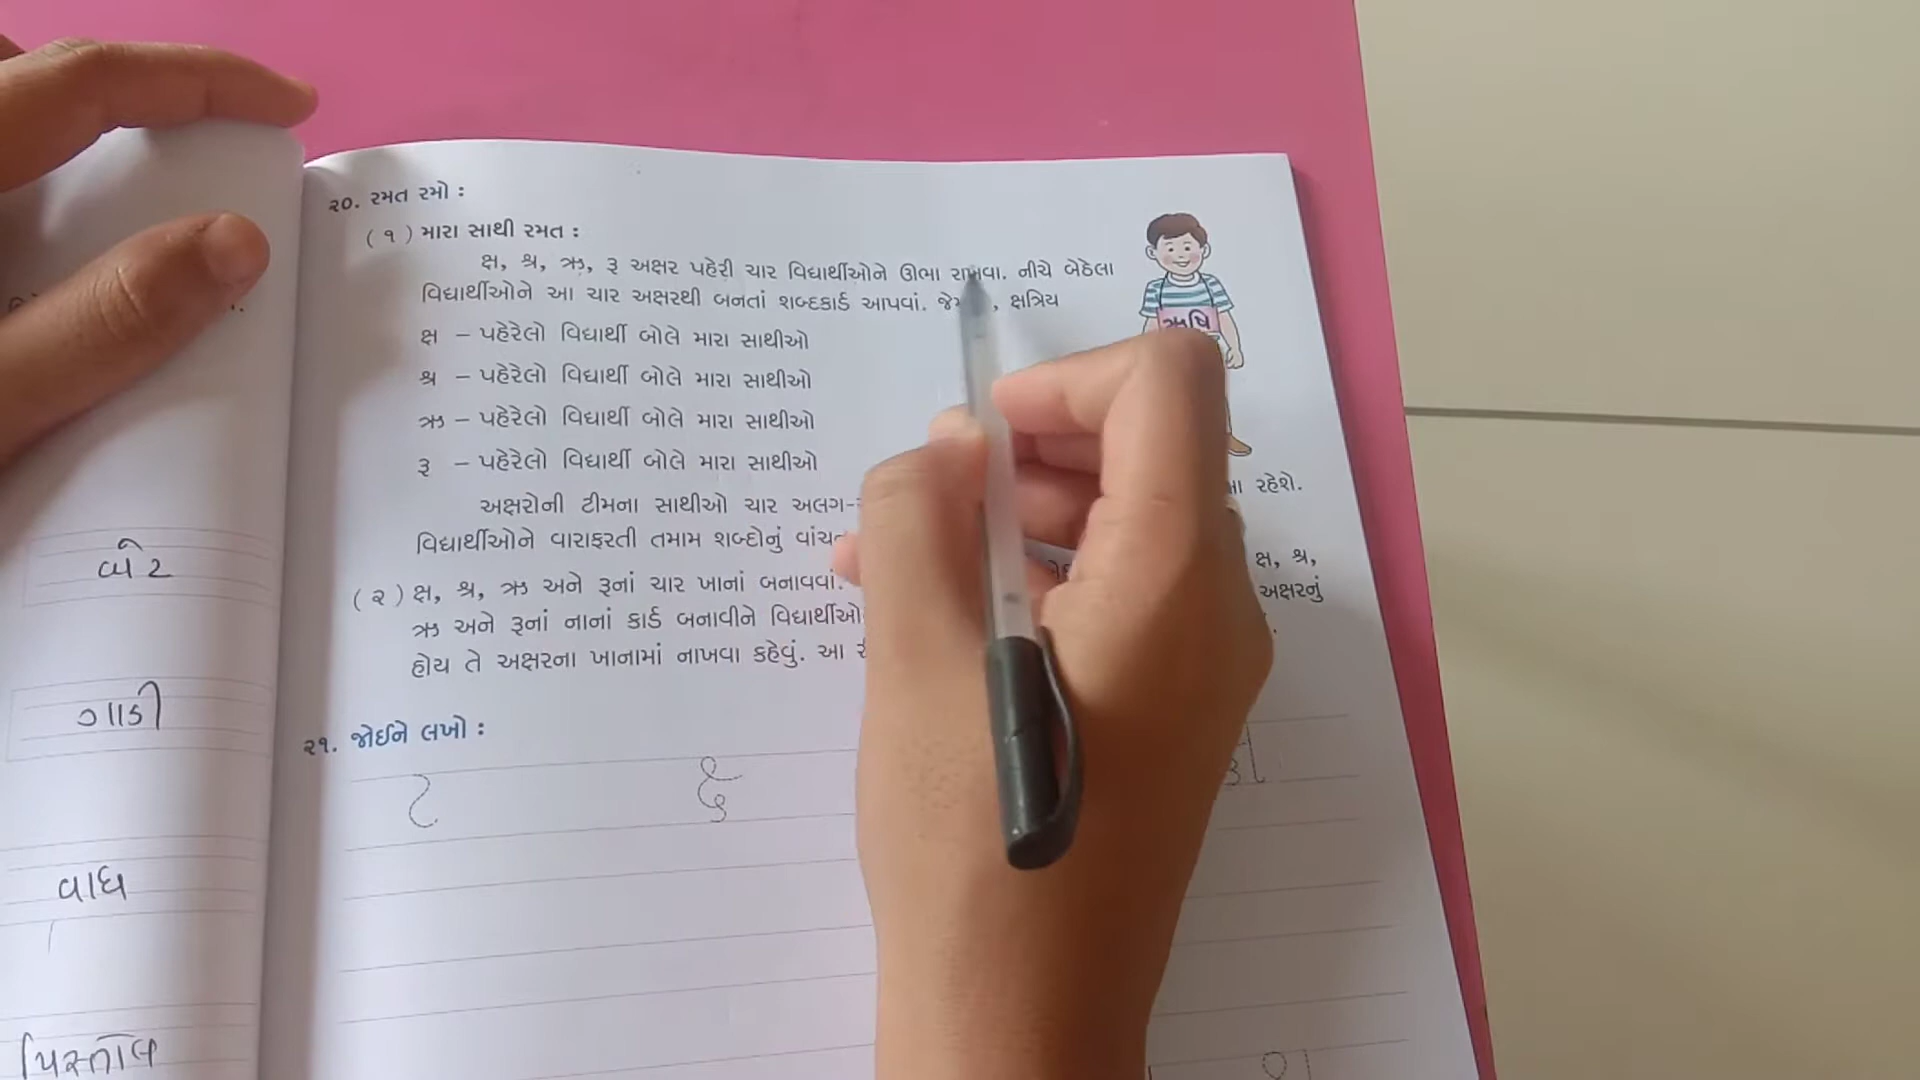 બેટ
ગાડી
વાઘ
પિસ્તોલ
૨૦. રમત રમો :
( ૧ ) મારા સાથી રમત :
ક્ષ, શ્ર, ઋ, રૂ અક્ષર પહેરી ચાર વિદ્યાર્થીઓને ઊભા રાખવા. નીચે બેઠેલા
વિદ્યાર્થીઓને આ ચાર અક્ષરથી બનતાં શબ્દકાર્ડ આપવાં. , ક્ષત્રિય
ઋષિ
ક્ષ – પહેરેલો વિદ્યાર્થી બોલે મારા સાથીઓ
શ્ર – પહેરેલો વિદ્યાર્થી બોલે મારા સાથીઓ
ઋ – પહેરેલો વિદ્યાર્થી બોલે મારા સાથીઓ
રૂ – પહેરેલો વિદ્યાર્થી બોલે મારા સાથીઓ
અક્ષરોની ટીમના સાથીઓ ચાર અલગ- રહેશે.
વિદ્યાર્થીઓને વારાફરતી તમામ શબ્દોનું
( ૨ ) ક્ષ, શ્ર, ઋ અને રૂનાં ચાર ખાનાં બનાવવાં. ક્ષ, શ્ર,
ઋ અને રૂનાં નાનાં કાર્ડ બનાવીને અક્ષરનું
હોય તે અક્ષરના ખાનામાં નાખવા કહેવું. આ
૨૧. જોઈને લખો :
ટ ઠ